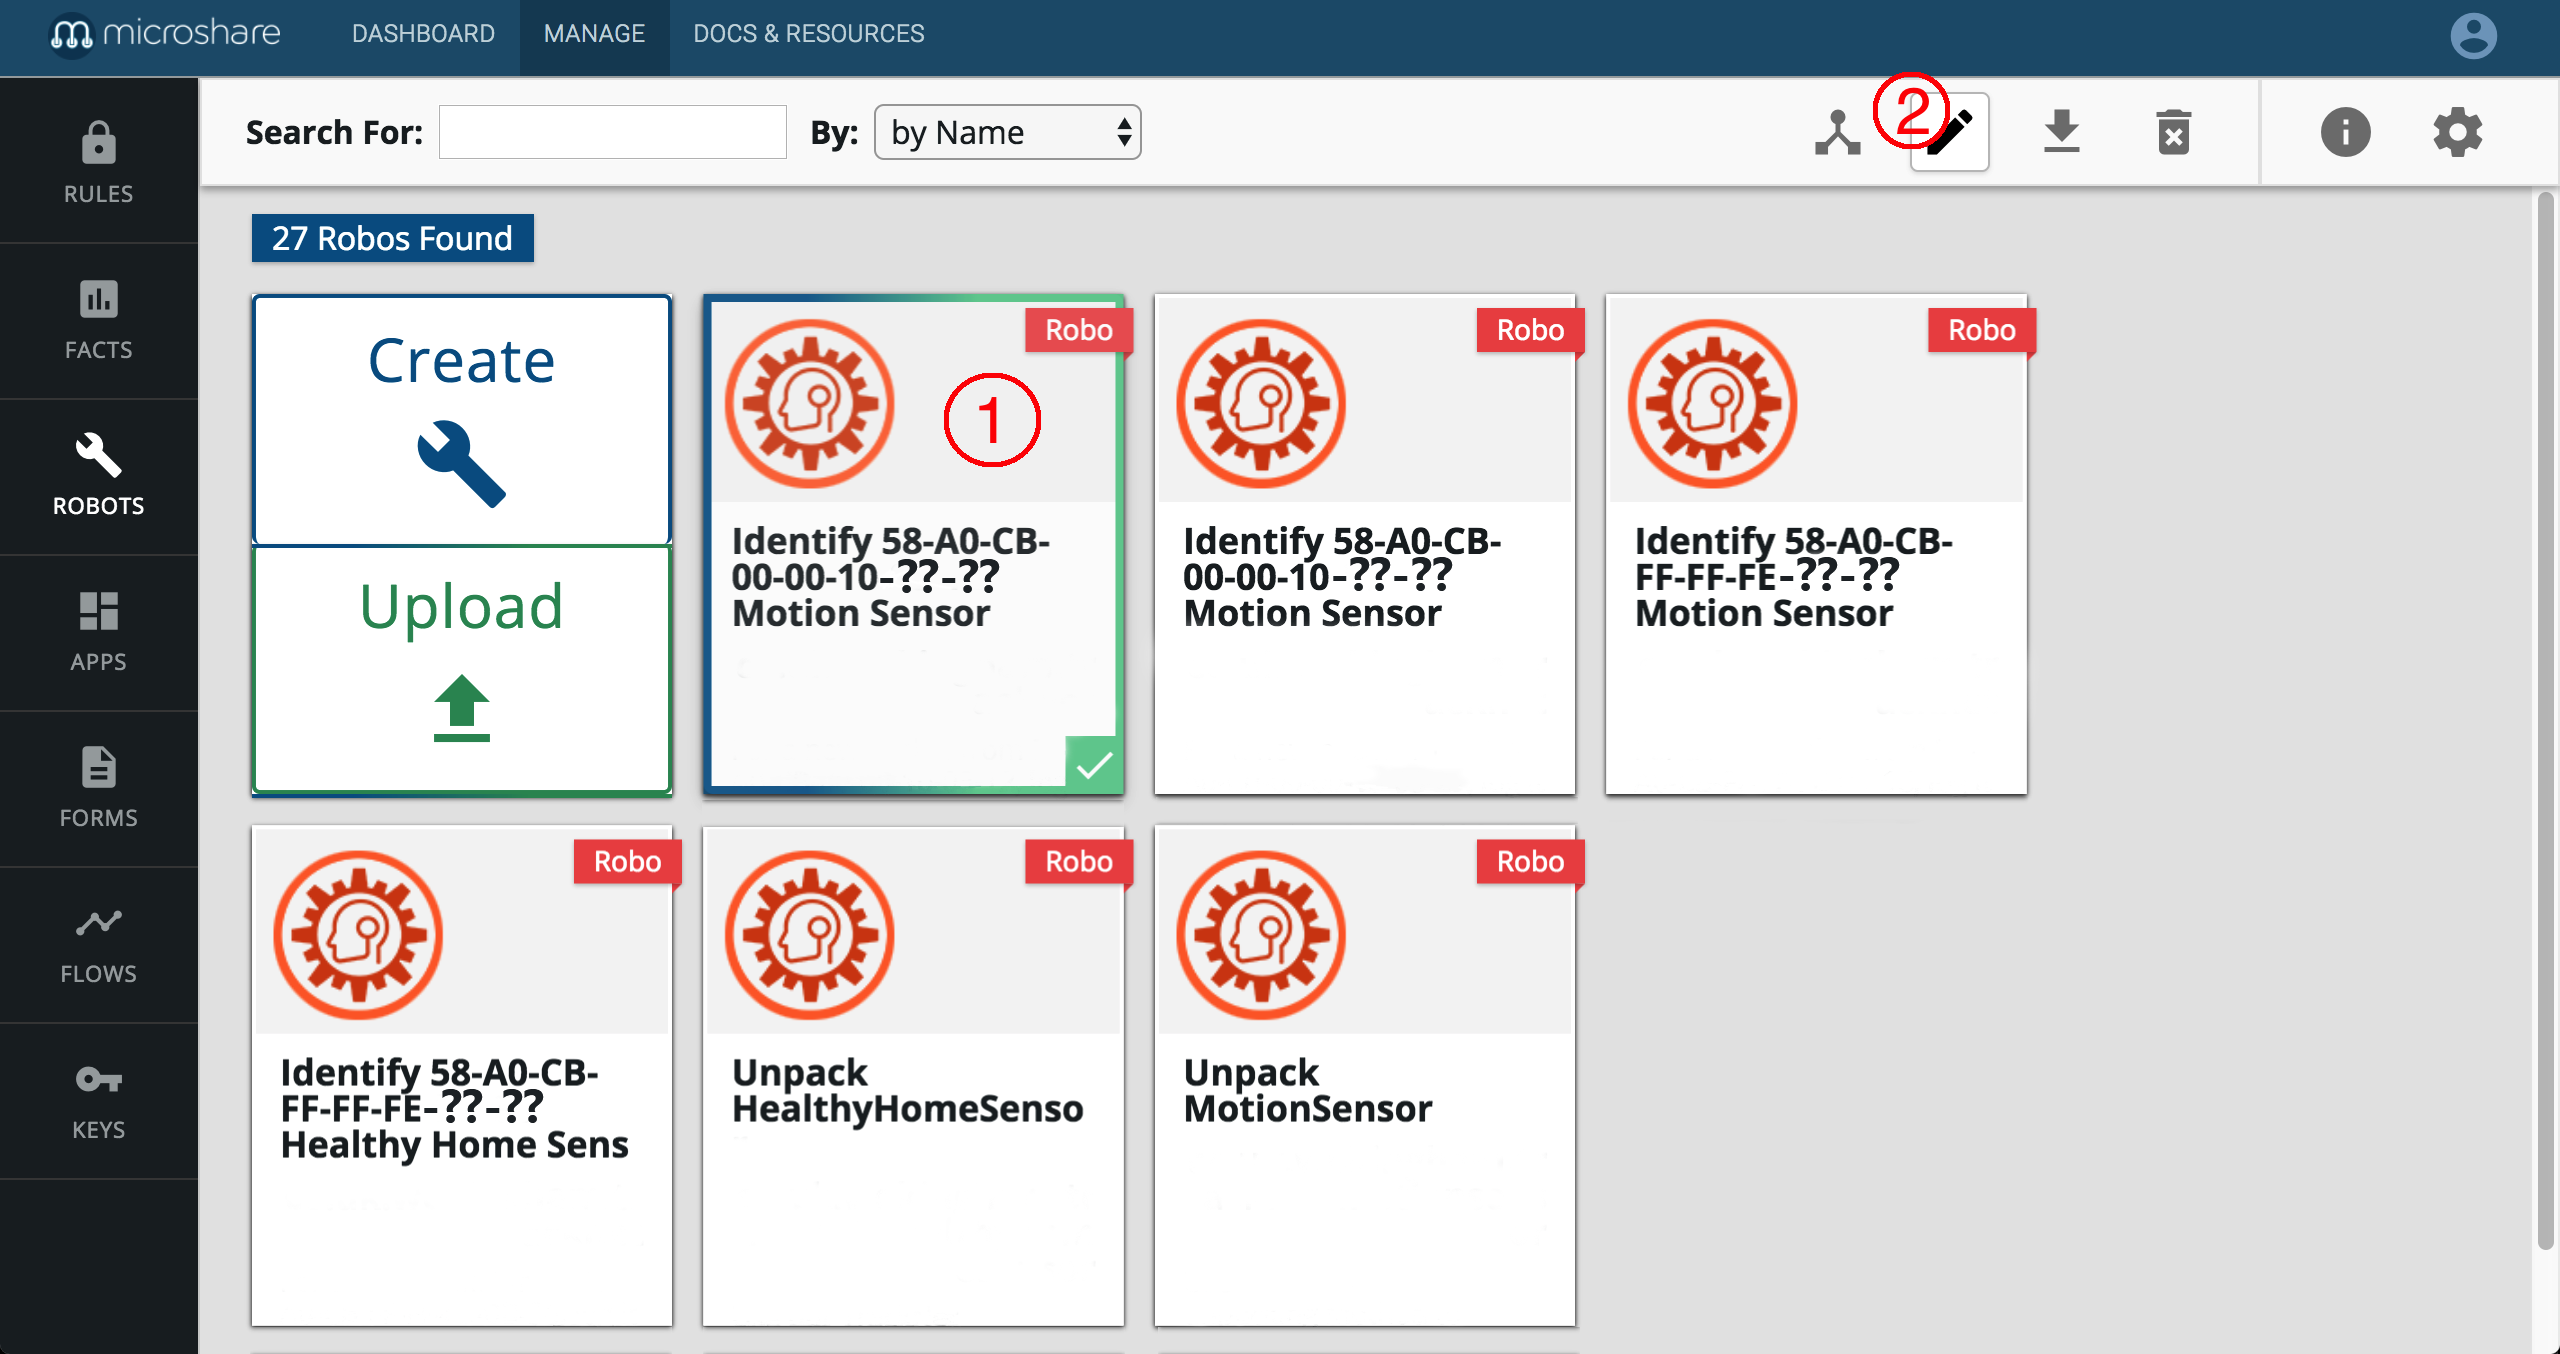 microshare
DASHBOARD
MANAGE
DOCS & RESOURCES
Search For:
By:
by Name
2
RULES
FACTS
ROBOTS
APPS
FORMS
FLOWS
KEYS
27 Robos Found
Create
Upload
Robo
1
Identify 58-A0-CB-
00-00-10-??-??
Motion Sensor
Robo
Identify 58-A0-CB-
00-00-10-??-??
Motion Sensor
Robo
Identify 58-A0-CB-
FF-FF-FE-??-??
Motion Sensor
Robo
Identify 58-A0-CB-
FF-FF-FE-??-??
Healthy Home Sens
Robo
Unpack
HealthyHomeSenso
Robo
Unpack
MotionSensor